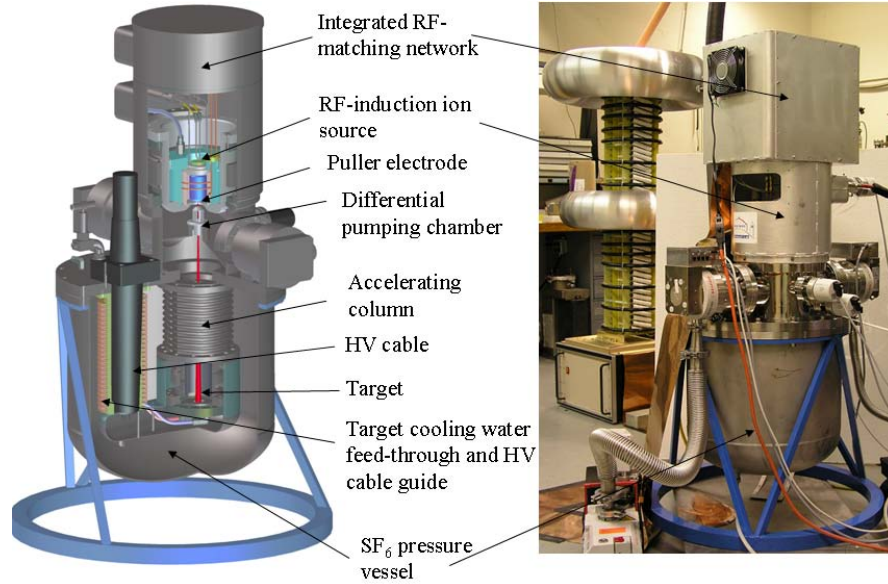 Integrated RF-
matching network
RF-induction ion
source
Puller electrode
Differential
pumping chamber
Accelerating
column
HV cable
Target
Target cooling water
feed-through and HV
cable guide
SF₆ pressure
vessel